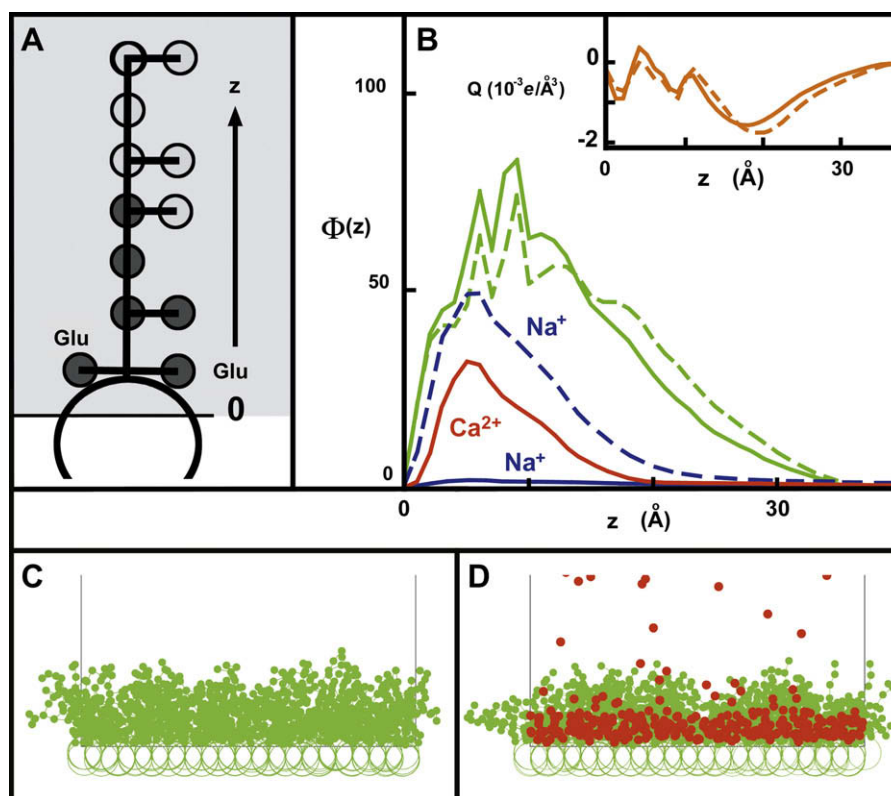 A
z
Glu
Glu
0
B
Φ(z)
100
50
0
Q (10⁻³e/Å³)
0
-2
0
30
z (Å)
Na⁺
Ca²⁺
Na⁺
0
z (Å)
30
C
D